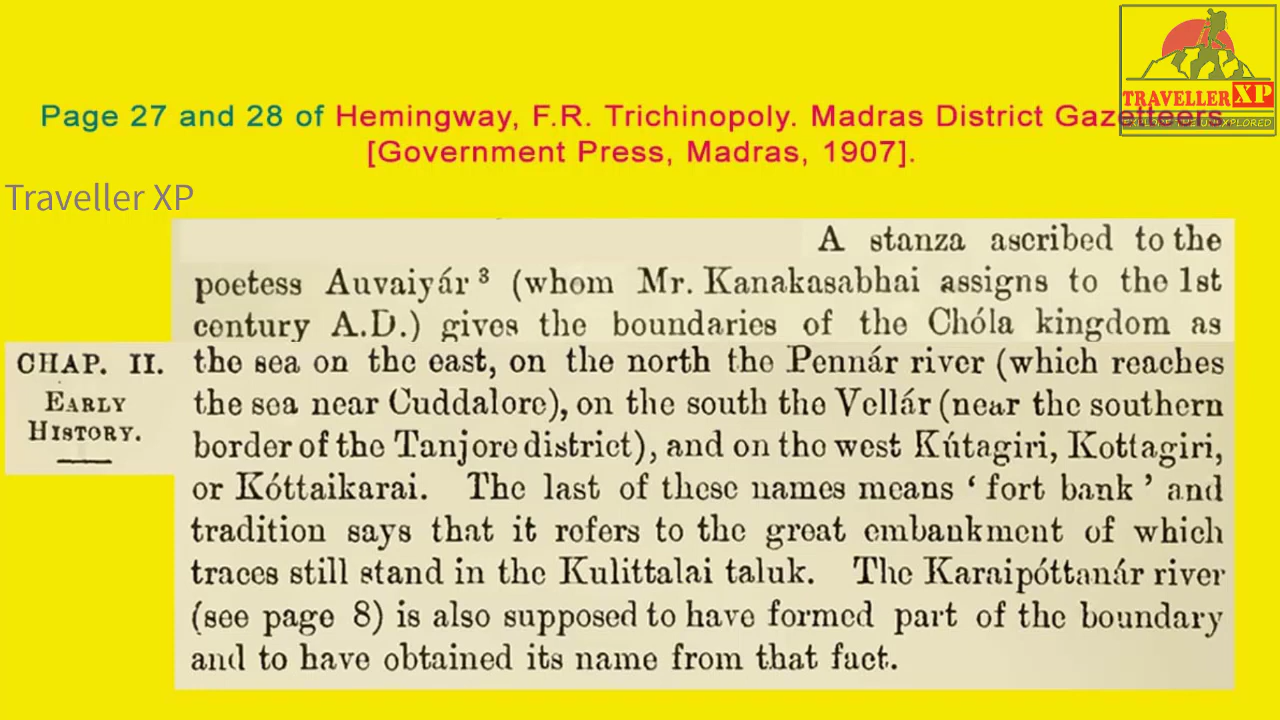 TRAVELLER XP
EXPLORE THE UNEXPLORED
Page 27 and 28 of Hemingway, F.R. Trichinopoly. Madras District Gazetteers
[Government Press, Madras, 1907].
Traveller XP
A stanza ascribed to the
poetess Auvaiyár ³ (whom Mr. Kanakasabhai assigns to the 1st
century A.D.) gives the boundaries of the Chóla kingdom as
CHAP. II.
EARLY
HISTORY.
the sea on the east, on the north the Pennár river (which reaches
the sea near Cuddalore), on the south the Vellár (near the southern
border of the Tanjore district), and on the west Kútagiri, Kottagiri,
or Kóttaikarai. The last of these names means ‘ fort bank ’ and
tradition says that it refers to the great embankment of which
traces still stand in the Kulittalai taluk. The Karaipóttanár river
(see page 8) is also supposed to have formed part of the boundary
and to have obtained its name from that fact.